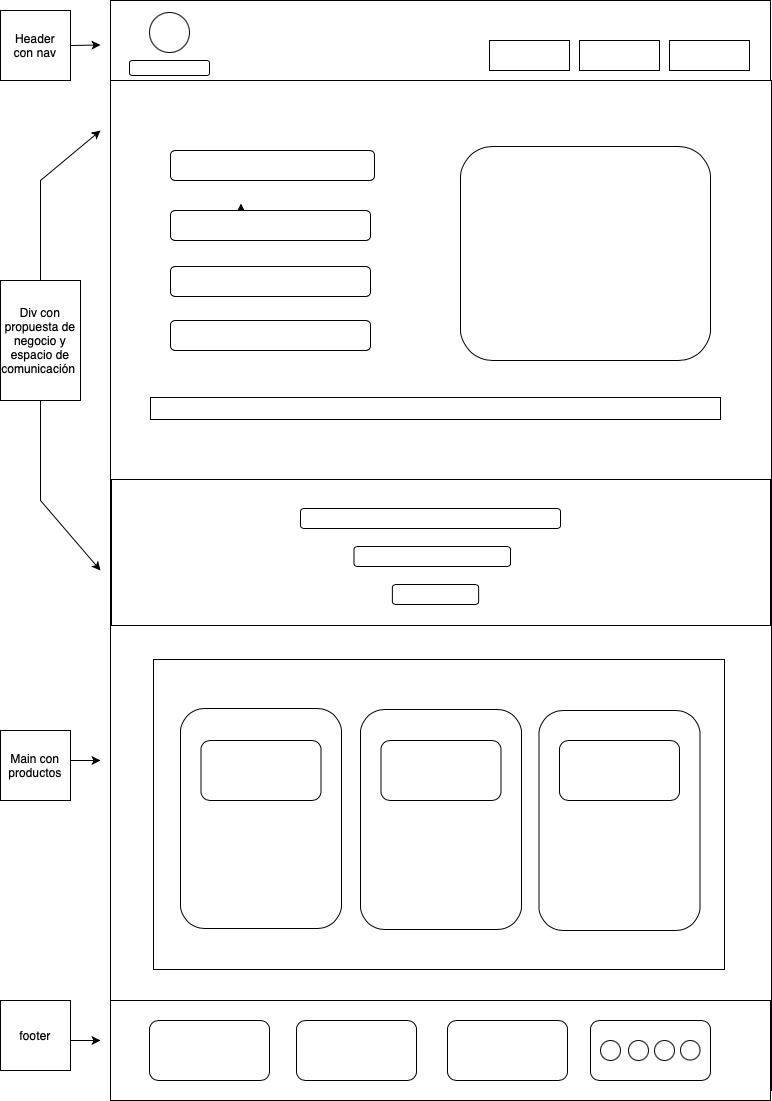 Header
con nav
Div con
propuesta de
negocio y
espacio de
comunicación
Main con
productos
footer